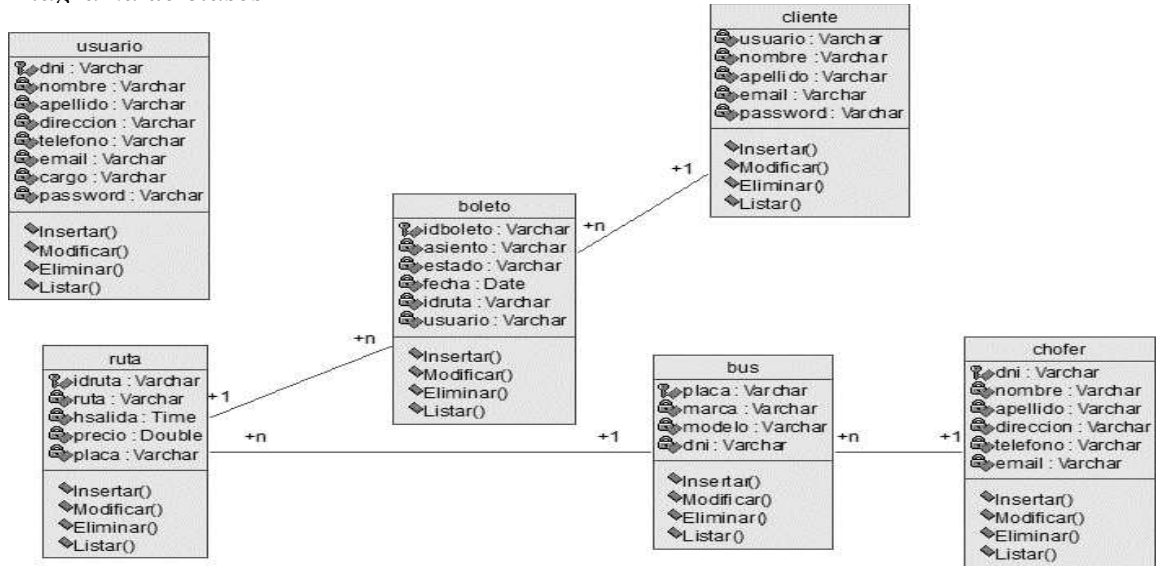 usuario
dni : Varchar
nombre : Varchar
apellido : Varchar
direccion : Varchar
telefono : Varchar
email : Varchar
cargo : Varchar
password : Varchar
Insertar()
Modificar()
Eliminar()
Listar()
cliente
usuario : Varchar
nombre : Varchar
apellido : Varchar
email : Varchar
password : Varchar
Insertar()
Modificar()
Eliminar()
Listar()
+1
+n
boleto
idboleto : Varchar
asiento : Varchar
estado : Varchar
fecha : Date
idruta : Varchar
usuario : Varchar
Insertar()
Modificar()
Eliminar()
Listar()
+n
+1
ruta
idruta : Varchar
ruta : Varchar
hsalida : Time
precio : Double
placa : Varchar
Insertar()
Modificar()
Eliminar()
Listar()
+n
+1
bus
placa : Varchar
marca : Varchar
modelo : Varchar
dni : Varchar
Insertar()
Modificar()
Eliminar()
Listar()
+n
+1
chofer
dni : Varchar
nombre : Varchar
apellido : Varchar
direccion : Varchar
telefono : Varchar
email : Varchar
Insertar()
Modificar()
Eliminar()
Listar()